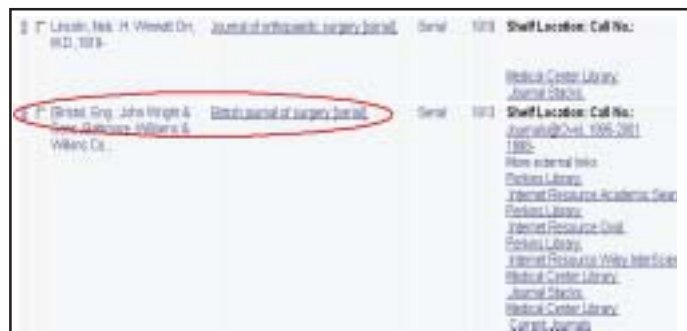 Lincoln, Neb. H. Winnett Orr, Journal of orthopaedic surgery [serial]. Serial 1919 Shelf Location: Call No.:
M.D., 1919-
Medical Center Library:
Journal Stacks.
Bristol, Eng. John Wright & British journal of surgery [serial]. Serial 1913 Shelf Location: Call No.:
Sons, Baltimore, Williams & Journals@Ovid, 1996-2001
Wilkins Co.. 1996-
More external links
Perkins Library:
Internet Resource Academic Sear
Perkins Library:
Internet Resource Ovid.
Perkins Library:
Internet Resource Wiley InterScien
Medical Center Library:
Journal Stacks.
Medical Center Library:
Current Journals